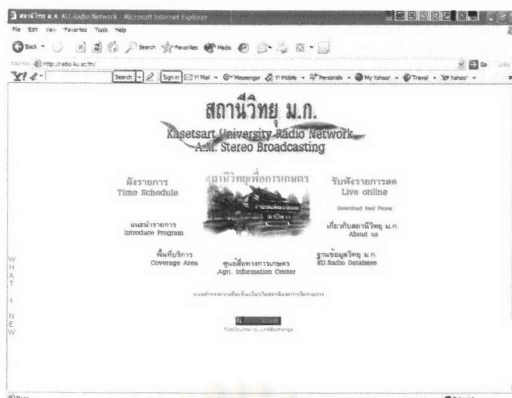 สถานีวิทยุ ม.ก. KU Radio Network - Microsoft Internet Explorer
File Edit View Favorites Tools Help
Back Search Favorites Media
http://radio.ku.ac.th/ Go
Search Sign in Y! Mail Messenger Y! Mobile Personals My Yahoo! Travel Yahoo!
สถานีวิทยุ ม.ก.
Kasetsart University Radio Network
A.M. Stereo Broadcasting
สถานีวิทยุเพื่อการเกษตร
ผังรายการ
Time Schedule
รับฟังรายการสด
Live online
Download Real Player
แนะนำรายการ
Introduce Program
เกี่ยวกับสถานีวิทยุ ม.ก.
About us
พื้นที่บริการ
Coverage Area
ศูนย์สื่อทางการเกษตร
Agri. Information Center
ฐานข้อมูลวิทยุ ม.ก.
KU.Radio Database
WHAT
s
NEW
FastCounter by LinkExchange